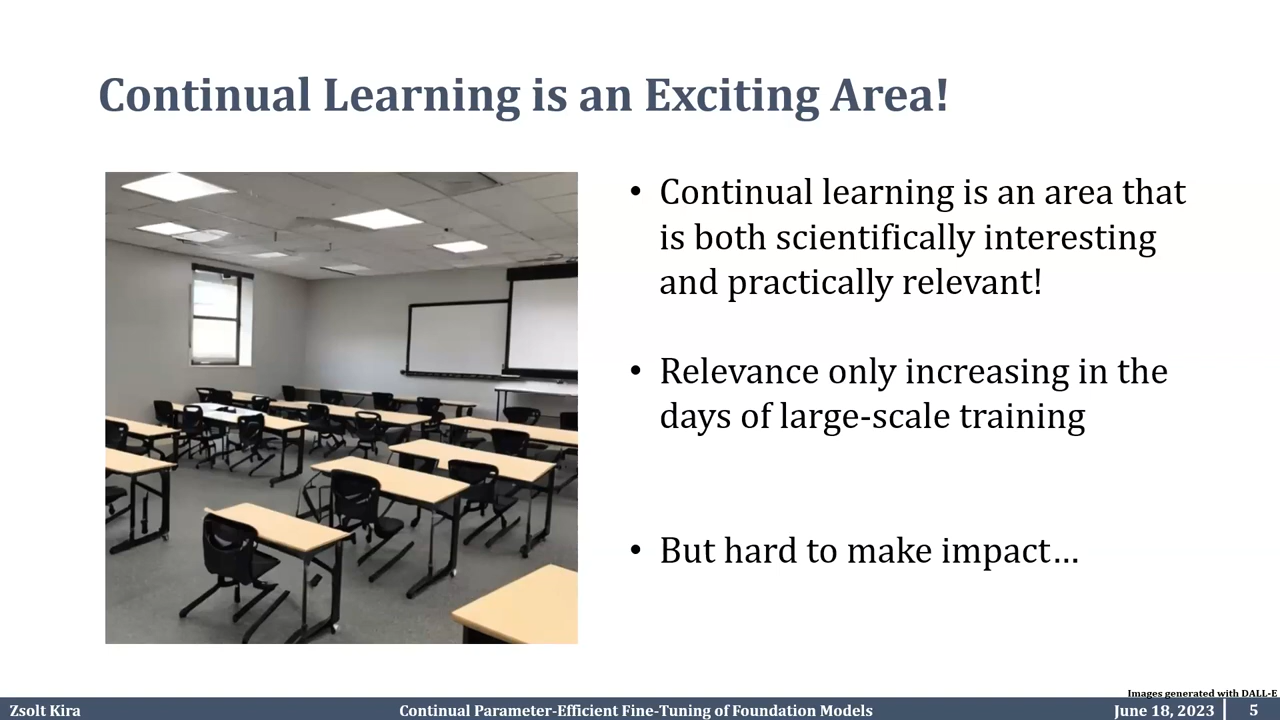 Continual Learning is an Exciting Area!
• Continual learning is an area that
is both scientifically interesting
and practically relevant!
• Relevance only increasing in the
days of large-scale training
• But hard to make impact...
Images generated with DALL-E
Zsolt Kira
Continual Parameter-Efficient Fine-Tuning of Foundation Models
June 18, 2023
5